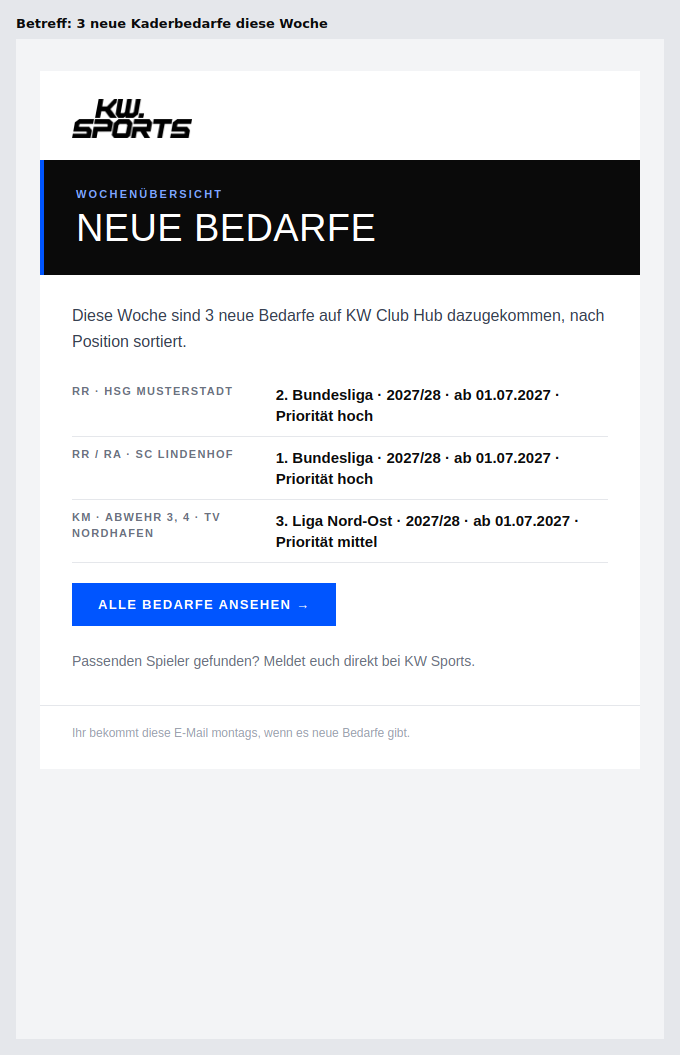 Betreff: 3 neue Kaderbedarfe diese Woche
KW.
SPORTS
WOCHENÜBERSICHT
NEUE BEDARFE
Diese Woche sind 3 neue Bedarfe auf KW Club Hub dazugekommen, nach
Position sortiert.
RR · HSG MUSTERSTADT
2. Bundesliga · 2027/28 · ab 01.07.2027 ·
Priorität hoch
RR / RA · SC LINDENHOF
1. Bundesliga · 2027/28 · ab 01.07.2027 ·
Priorität hoch
KM · ABWEHR 3, 4 · TV
NORDHAFEN
3. Liga Nord-Ost · 2027/28 · ab 01.07.2027 ·
Priorität mittel
ALLE BEDARFE ANSEHEN →
Passenden Spieler gefunden? Meldet euch direkt bei KW Sports.
Ihr bekommt diese E-Mail montags, wenn es neue Bedarfe gibt.